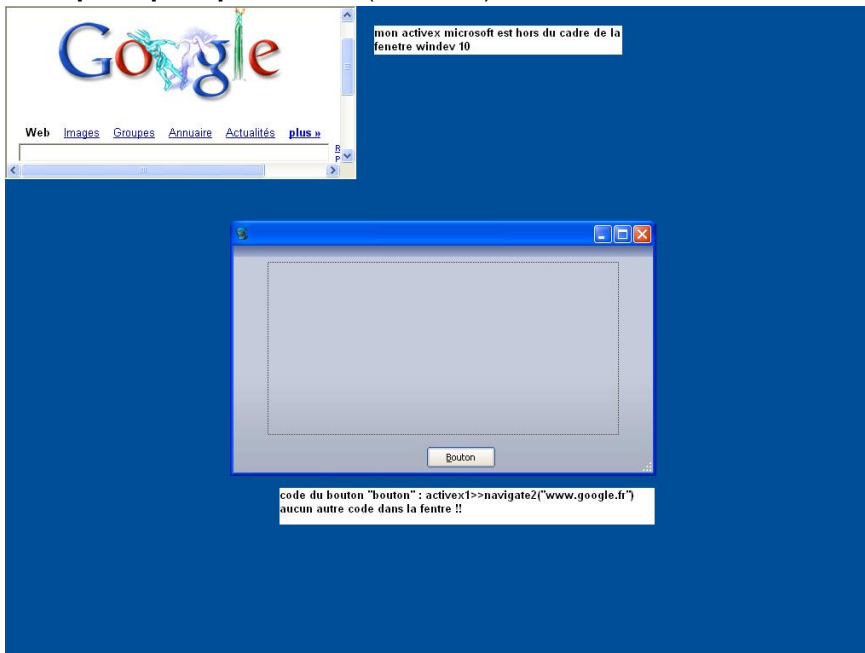 Google
mon activex microsoft est hors du cadre de la
fenetre windev 10
Web Images Groupes Annuaire Actualités plus »
R
P
Bouton
code du bouton "bouton" : activex1>>navigate2("www.google.fr")
aucun autre code dans la fentre !!